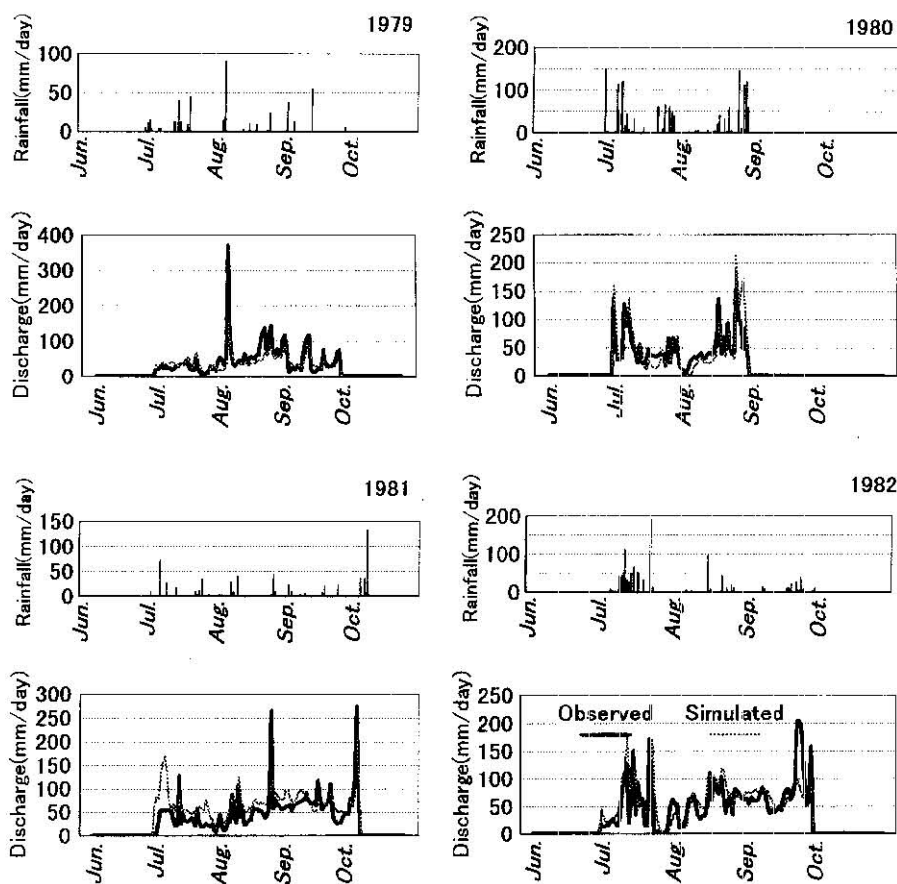 1979
Rainfall(mm/day)
100
50
0
Jun.
Jul.
Aug.
Sep.
Oct.
Discharge(mm/day)
400
300
200
100
0
Jun.
Jul.
Aug.
Sep.
Oct.
1980
Rainfall(mm/day)
200
150
100
50
0
Jun.
Jul.
Aug.
Sep.
Oct.
Discharge(mm/day)
250
200
150
100
50
0
Jun.
Jul.
Aug.
Sep.
Oct.
1981
Rainfall(mm/day)
150
100
50
0
Jun.
Jul.
Aug.
Sep.
Oct.
Discharge(mm/day)
300
250
200
150
100
50
0
Jun.
Jul.
Aug.
Sep.
Oct.
1982
Rainfall(mm/day)
200
100
0
Jun.
Jul.
Aug.
Sep.
Oct.
Discharge(mm/day)
250
200
150
100
50
0
Observed Simulated
Jun.
Jul.
Aug.
Sep.
Oct.